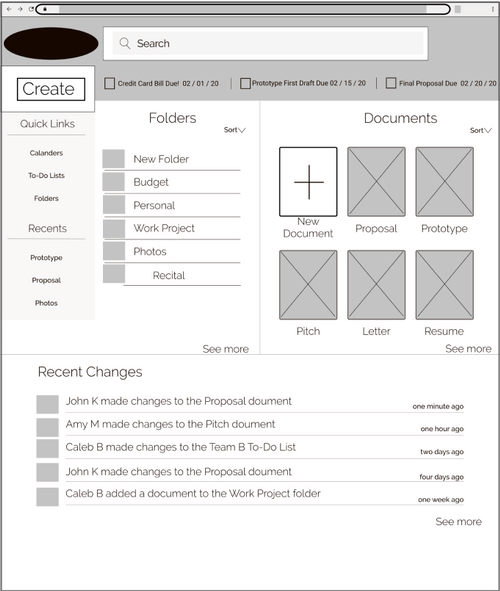 Search
Credit Card Bill Due! 02 / 01 / 20
Prototype First Draft Due 02 / 15 / 20
Final Proposal Due 02 / 20 / 20
Create
Quick Links
Calanders
To-Do Lists
Folders
Recents
Prototype
Proposal
Photos
Folders
Sort
New Folder
Budget
Personal
Work Project
Photos
Recital
See more
Documents
Sort
New
Document
Proposal
Prototype
Pitch
Letter
Resume
See more
Recent Changes
John K made changes to the Proposal doument
one minute ago
Amy M made changes to the Pitch doument
one hour ago
Caleb B made changes to the Team B To-Do List
two days ago
John K made changes to the Proposal doument
four days ago
Caleb B added a document to the Work Project folder
one week ago
See more